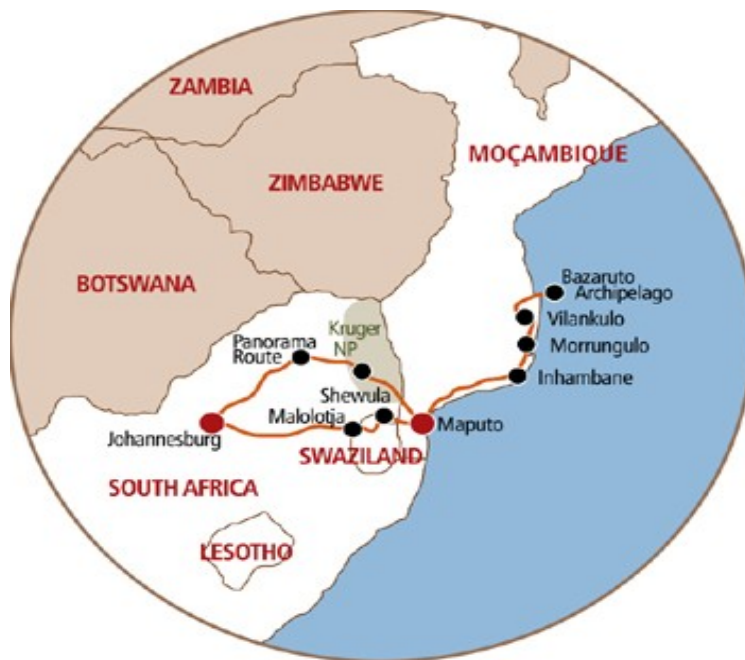 ZAMBIA
MOÇAMBIQUE
ZIMBABWE
BOTSWANA
Bazaruto
Archipelago
Vilankulo
Kruger
NP
Panorama
Route
Morrungulo
Inhambane
Shewula
Malolotja
Johannesburg
Maputo
SWAZILAND
SOUTH AFRICA
LESOTHO